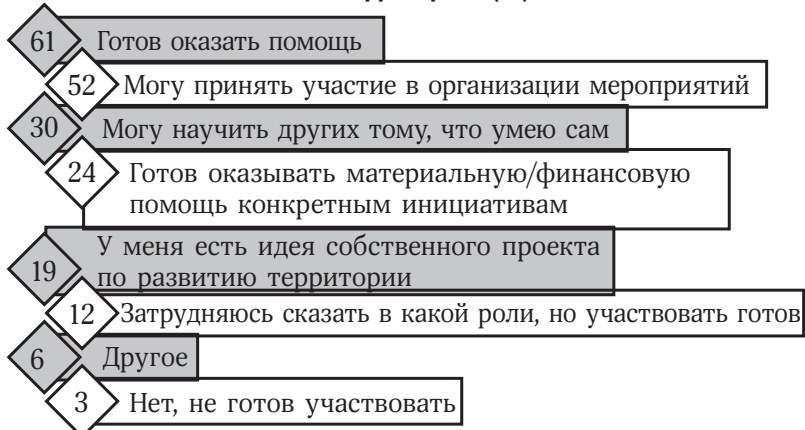 61 Готов оказать помощь
52 Могу принять участие в организации мероприятий
30 Могу научить других тому, что умею сам
24 Готов оказывать материальную/финансовую
помощь конкретным инициативам
19 У меня есть идея собственного проекта
по развитию территории
12 Затрудняюсь сказать в какой роли, но участвовать готов
6 Другое
3 Нет, не готов участвовать